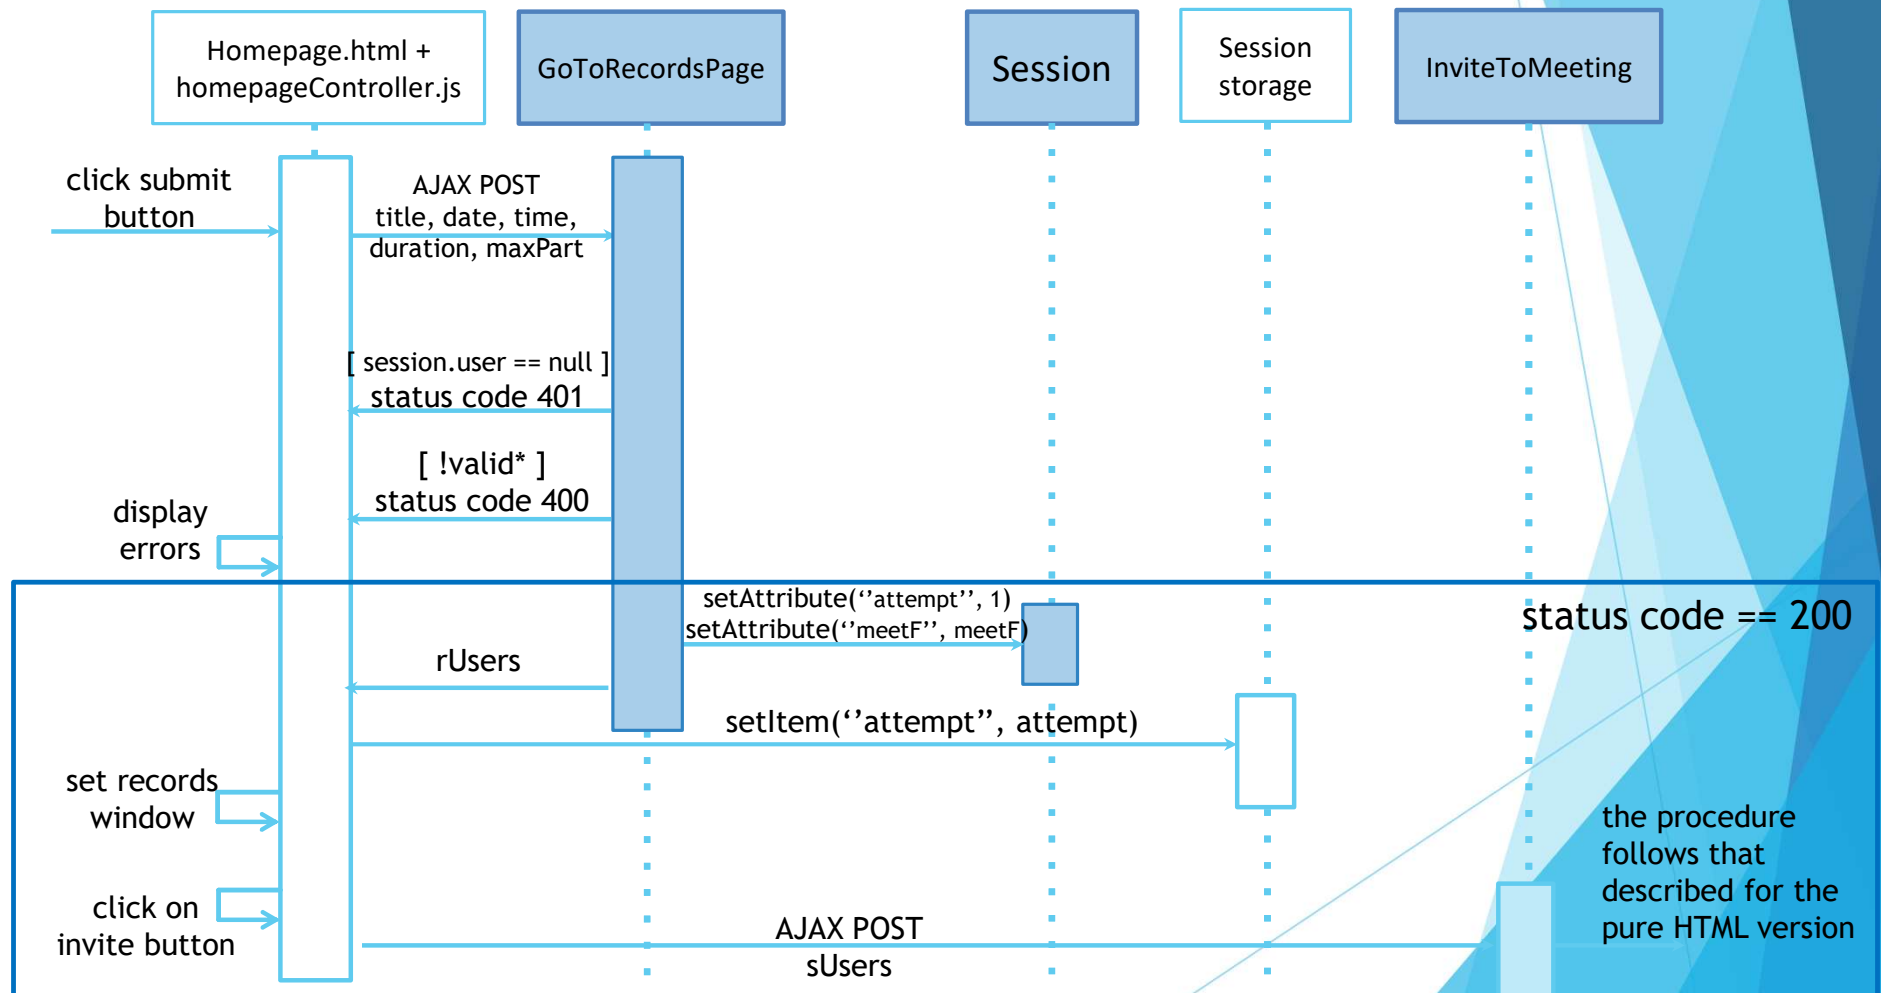 Homepage.html +
homepageController.js
GoToRecordsPage
Session
Session
storage
InviteToMeeting
click submit
button
AJAX POST
title, date, time,
duration, maxPart
[ session.user == null ]
status code 401
[ !valid* ]
status code 400
display
errors
setAttribute(‘’attempt’’, 1)
setAttribute(‘’meetF’’, meetF)
status code == 200
rUsers
setItem(‘’attempt’’, attempt)
set records
window
the procedure
follows that
described for the
pure HTML version
click on
invite button
AJAX POST
sUsers